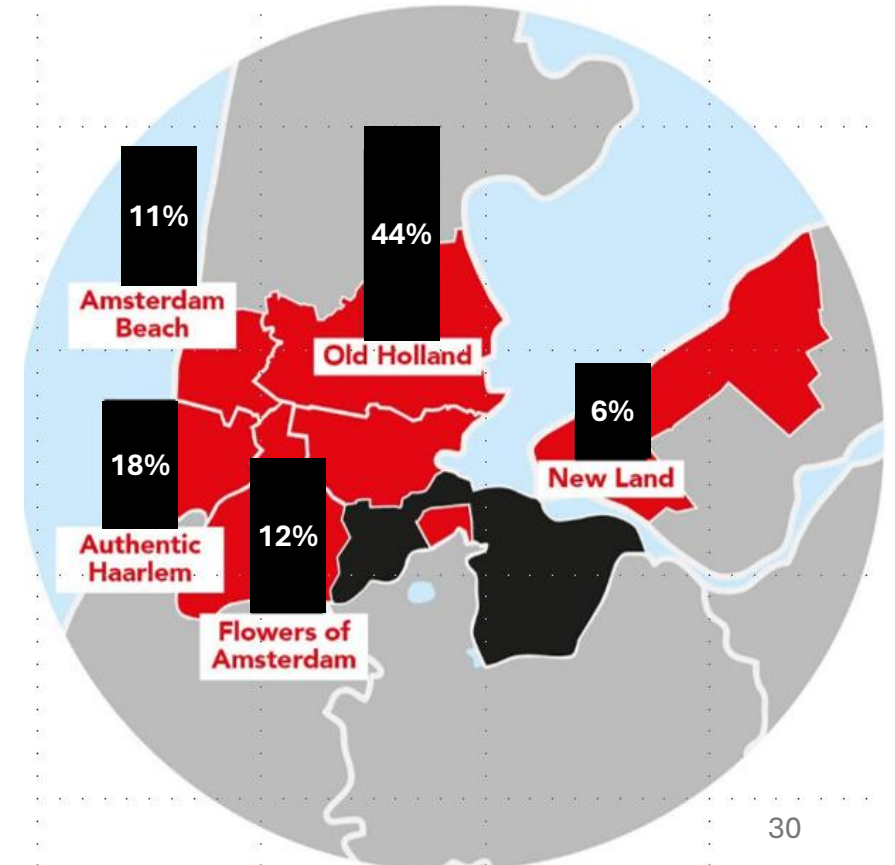 11%
Amsterdam
Beach
44%
Old Holland
6%
New Land
18%
Authentic
Haarlem
12%
Flowers of
Amsterdam
30